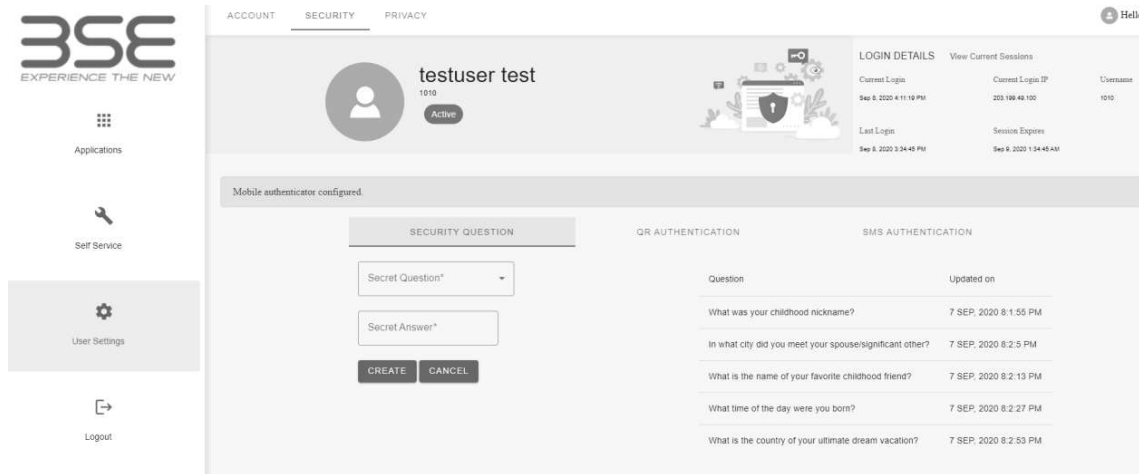 BSE
EXPERIENCE THE NEW
Applications
Self Service
User Settings
Logout
ACCOUNT SECURITY PRIVACY
Hell
testuser test
1010
Active
LOGIN DETAILS View Current Sessions
Current Login Current Login IP Username
Sep 8, 2020 4:11:19 PM 203.199.49.100 1010
Last Login Session Expires
Sep 8, 2020 3:34:45 PM Sep 9, 2020 1:34:45 AM
Mobile authenticator configured.
SECURITY QUESTION QR AUTHENTICATION SMS AUTHENTICATION
Secret Question*
Secret Answer*
CREATE CANCEL
Question Updated on
What was your childhood nickname? 7 SEP, 2020 8:1:55 PM
In what city did you meet your spouse/significant other? 7 SEP, 2020 8:2:5 PM
What is the name of your favorite childhood friend? 7 SEP, 2020 8:2:13 PM
What time of the day were you born? 7 SEP, 2020 8:2:27 PM
What is the country of your ultimate dream vacation? 7 SEP, 2020 8:2:53 PM